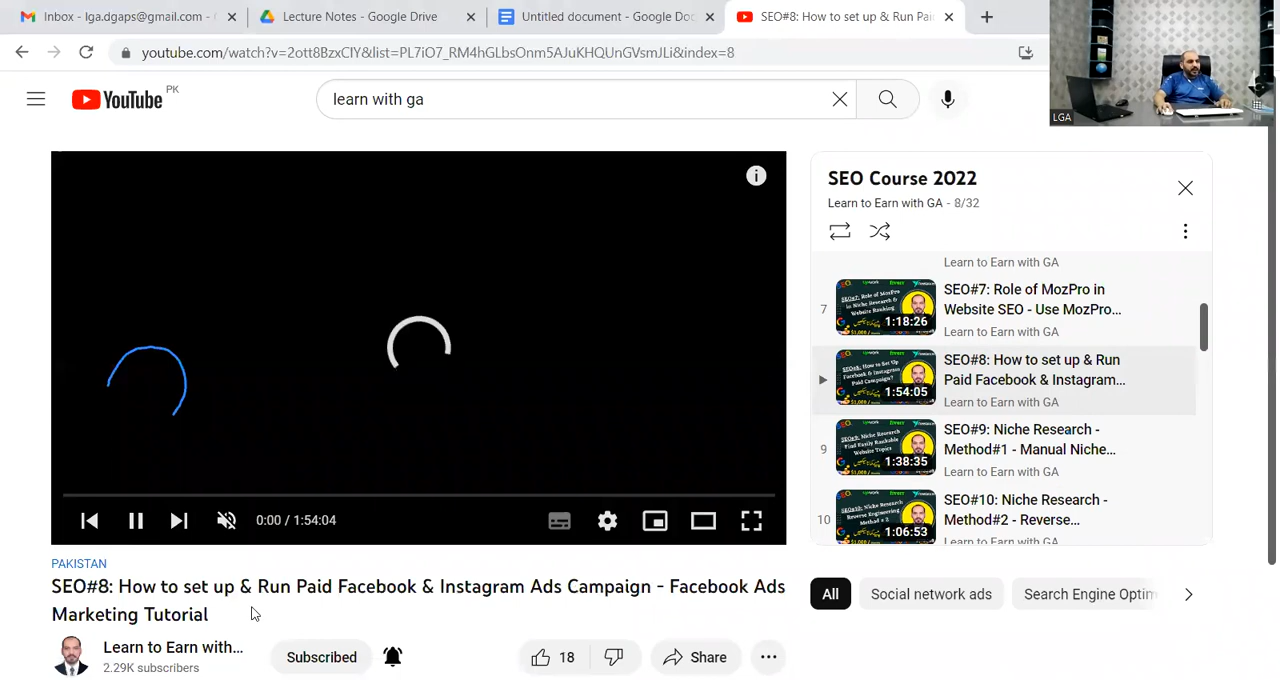 Inbox - lga.dgaps@gmail.com -
Lecture Notes - Google Drive
Untitled document - Google Doc
SEO#8: How to set up & Run Pai
youtube.com/watch?v=2ott8BzxCIY&list=PL7iO7_RM4hGLbsOnm5AJuKHQUnGVsmJLi&index=8
LGA
YouTube PK
learn with ga
SEO Course 2022
Learn to Earn with GA - 8/32
Learn to Earn with GA
7
1:18:26
SEO#7: Role of MozPro in
Website SEO - Use MozPro...
Learn to Earn with GA
1:54:05
SEO#8: How to set up & Run
Paid Facebook & Instagram...
Learn to Earn with GA
9
1:38:35
SEO#9: Niche Research -
Method#1 - Manual Niche...
Learn to Earn with GA
10
1:06:53
SEO#10: Niche Research -
Method#2 - Reverse...
Learn to Earn with GA
0:00 / 1:54:04
PAKISTAN
SEO#8: How to set up & Run Paid Facebook & Instagram Ads Campaign - Facebook Ads
Marketing Tutorial
All
Social network ads
Search Engine Optim
Learn to Earn with...
2.29K subscribers
Subscribed
18
Share